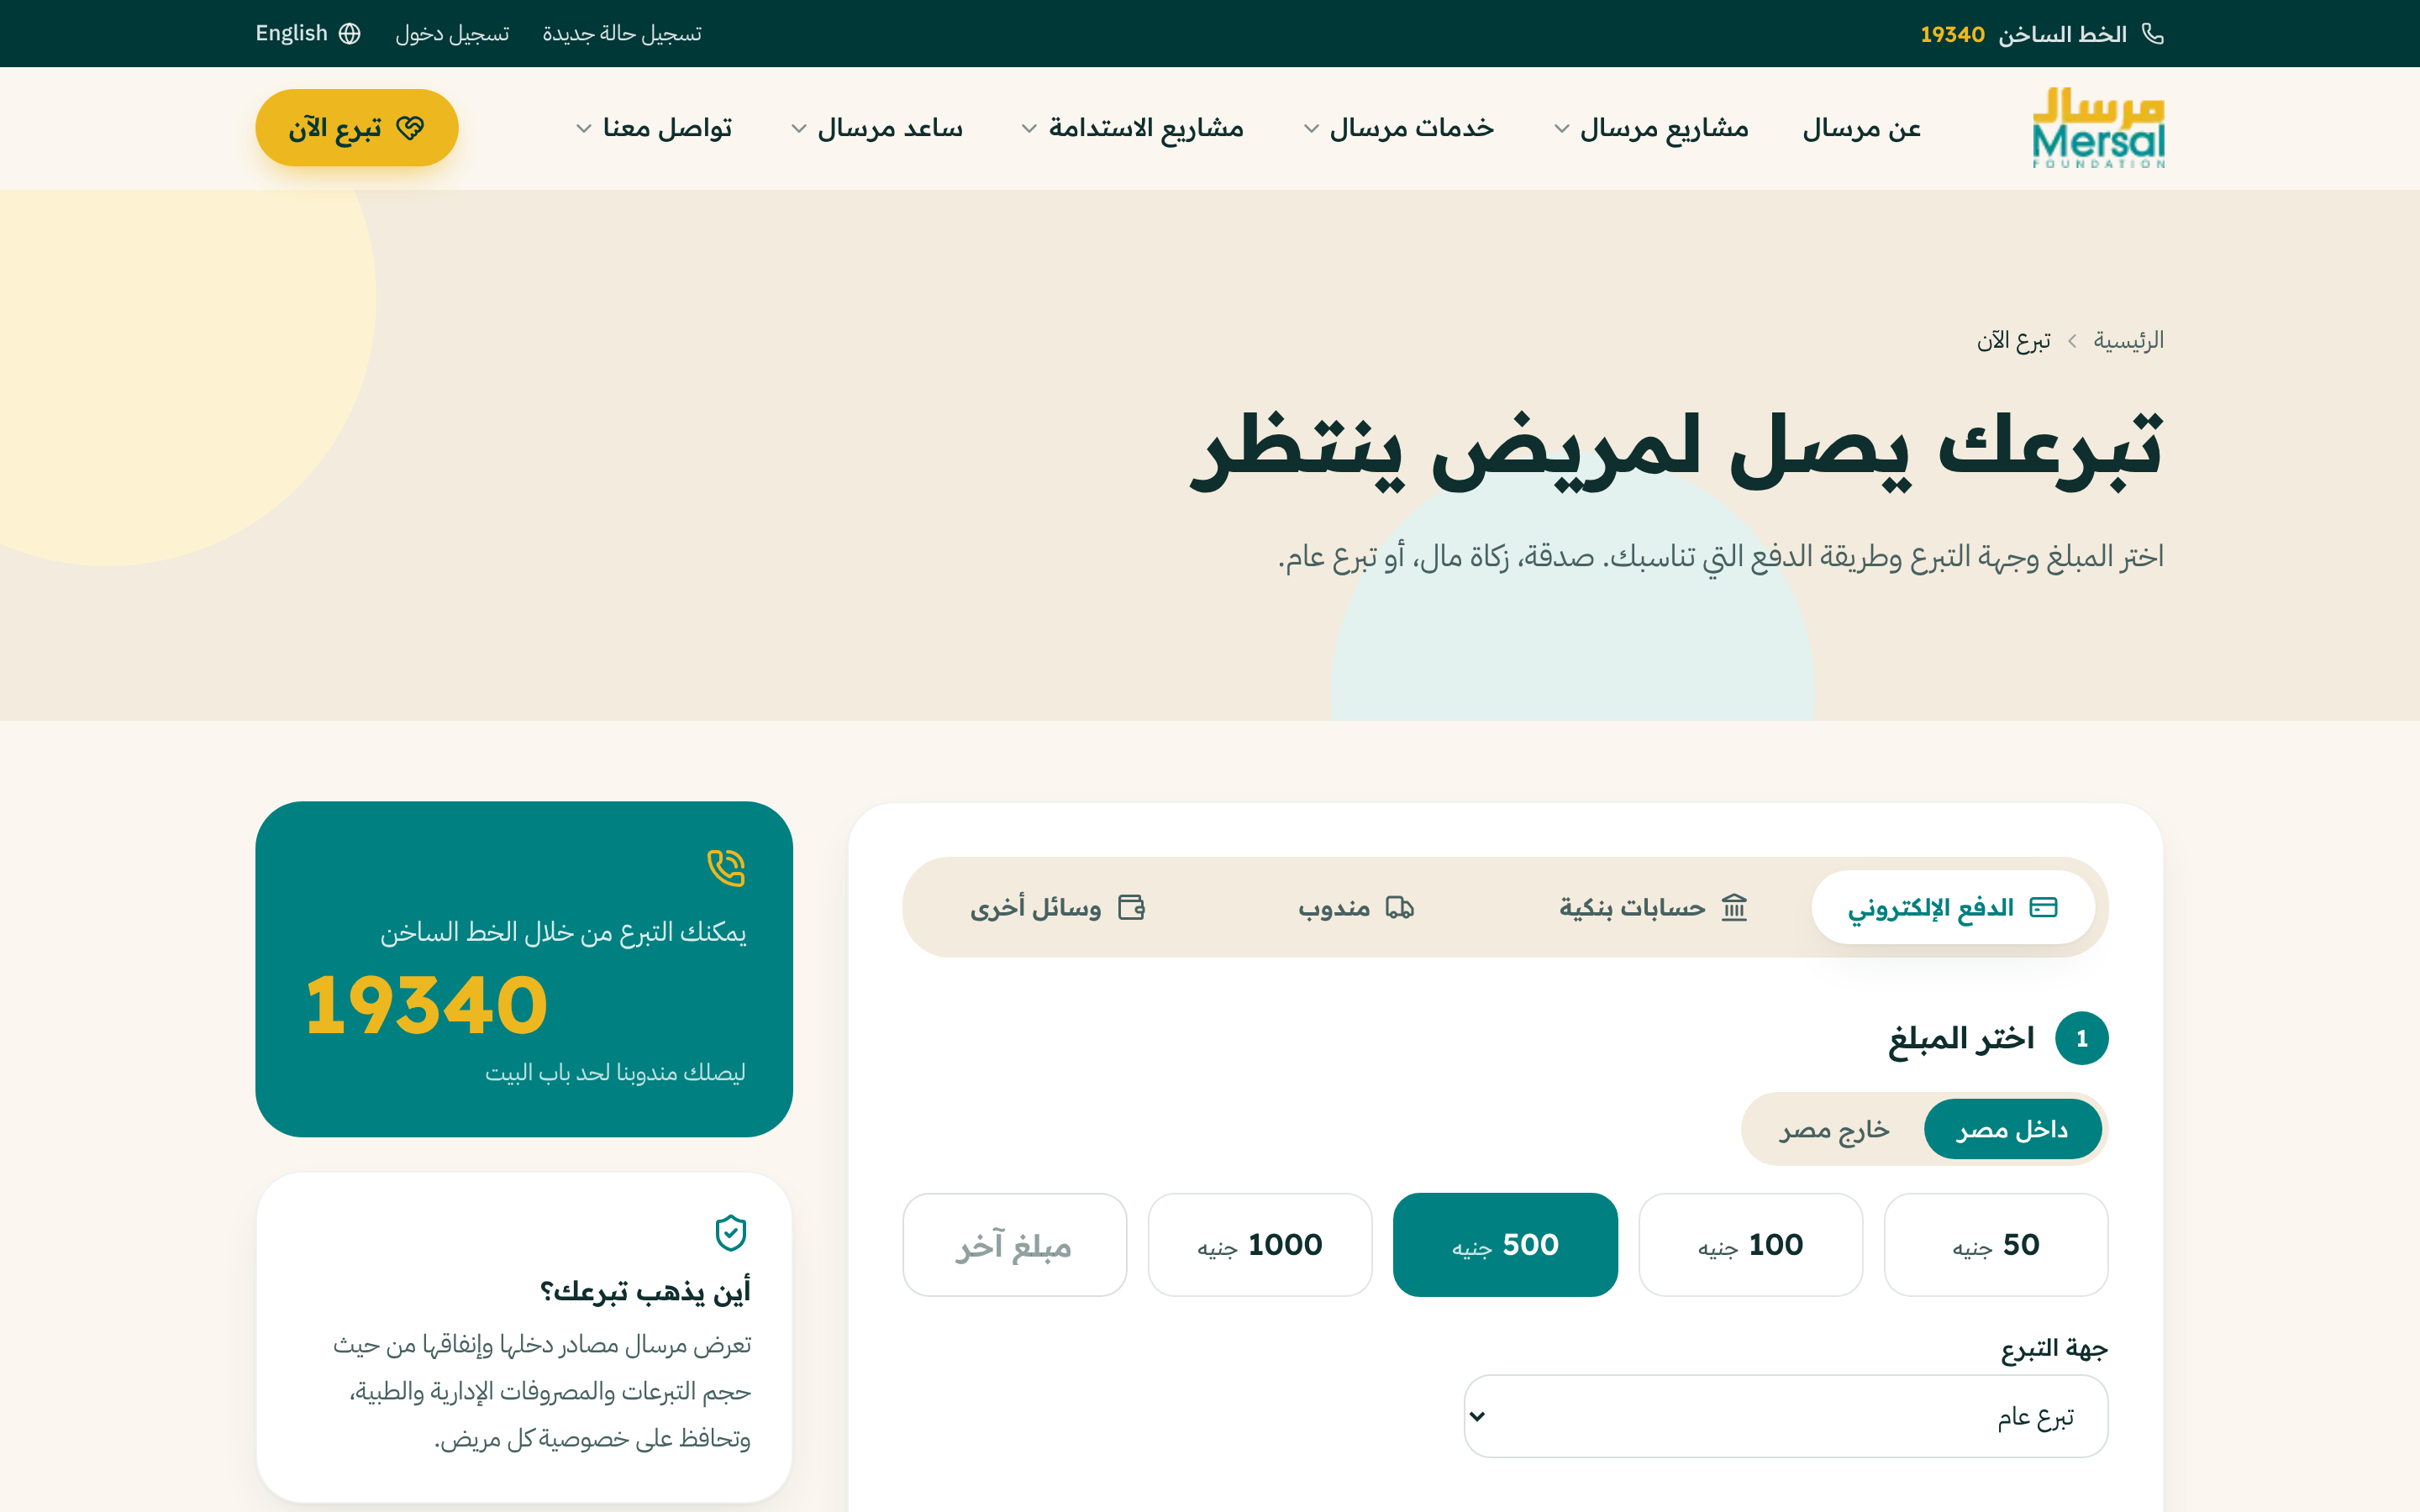 الخط الساخن 19340
تسجيل حالة جديدة
تسجيل دخول
English
مرسال
Mersal
FOUNDATION
عن مرسال
مشاريع مرسال
خدمات مرسال
مشاريع الاستدامة
ساعد مرسال
تواصل معنا
تبرع الآن
الرئيسية
تبرع الآن
تبرعك يصل لمريض ينتظر
اختر المبلغ وجهة التبرع وطريقة الدفع التي تناسبك. صدقة، زكاة مال، أو تبرع عام.
الدفع الإلكتروني
حسابات بنكية
مندوب
وسائل أخرى
1 اختر المبلغ
داخل مصر
خارج مصر
50 جنيه
100 جنيه
500 جنيه
1000 جنيه
مبلغ آخر
جهة التبرع
تبرع عام
يمكنك التبرع من خلال الخط الساخن
19340
ليصلك مندوبنا لحد باب البيت
أين يذهب تبرعك؟
تعرض مرسال مصادر دخلها وإنفاقها من حيث
حجم التبرعات والمصروفات الإدارية والطبية،
وتحافظ على خصوصية كل مريض.